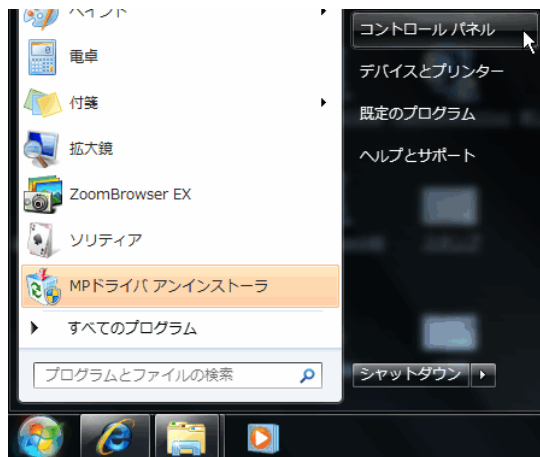 ペイント
電卓
付箋
拡大鏡
ZoomBrowser EX
ソリティア
MPドライバ アンインストーラ
すべてのプログラム
プログラムとファイルの検索
コントロール パネル
デバイスとプリンター
既定のプログラム
ヘルプとサポート
シャットダウン